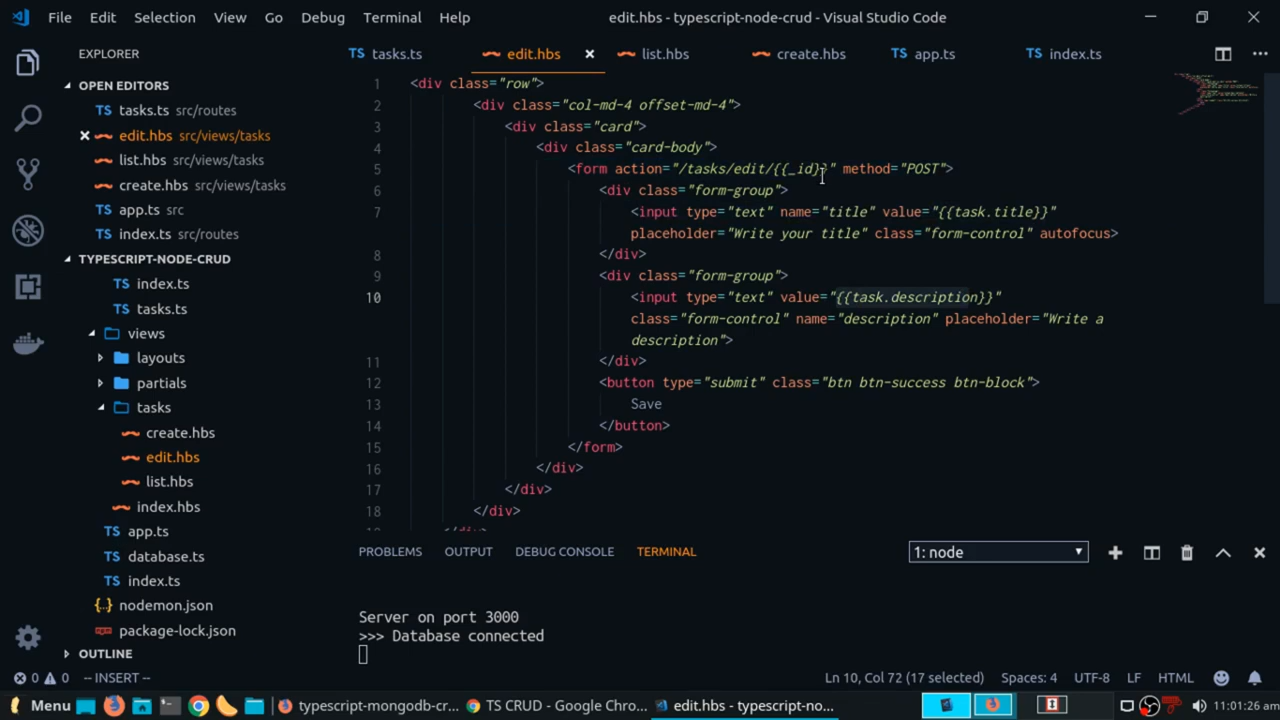 File Edit Selection View Go Debug Terminal Help edit.hbs - typescript-node-crud - Visual Studio Code
EXPLORER
TS tasks.ts edit.hbs list.hbs create.hbs TS app.ts TS index.ts
OPEN EDITORS
TS tasks.ts src/routes
edit.hbs src/views/tasks
list.hbs src/views/tasks
create.hbs src/views/tasks
TS app.ts src
TS index.ts src/routes
TYPESCRIPT-NODE-CRUD
TS index.ts
TS tasks.ts
views
layouts
partials
tasks
create.hbs
edit.hbs
list.hbs
index.hbs
TS app.ts
TS database.ts
TS index.ts
{..} nodemon.json
package-lock.json
OUTLINE
1 <div class="row">
2 <div class="col-md-4 offset-md-4">
3 <div class="card">
4 <div class="card-body">
5 <form action="/tasks/edit/{{_id}}" method="POST">
6 <div class="form-group">
7 <input type="text" name="title" value="{{task.title}}"
placeholder="Write your title" class="form-control" autofocus>
8 </div>
9 <div class="form-group">
10 <input type="text" value="{{task.description}}"
class="form-control" name="description" placeholder="Write a
description">
11 </div>
12 <button type="submit" class="btn btn-success btn-block">
13 Save
14 </button>
15 </form>
16 </div>
17 </div>
18 </div>
PROBLEMS OUTPUT DEBUG CONSOLE TERMINAL 1: node
Server on port 3000
>>> Database connected
0 0 -- INSERT -- Ln 10, Col 72 (17 selected) Spaces: 4 UTF-8 LF HTML
Menu typescript-mongodb-cr... TS CRUD - Google Chro... edit.hbs - typescript-no... 11:01:26 am